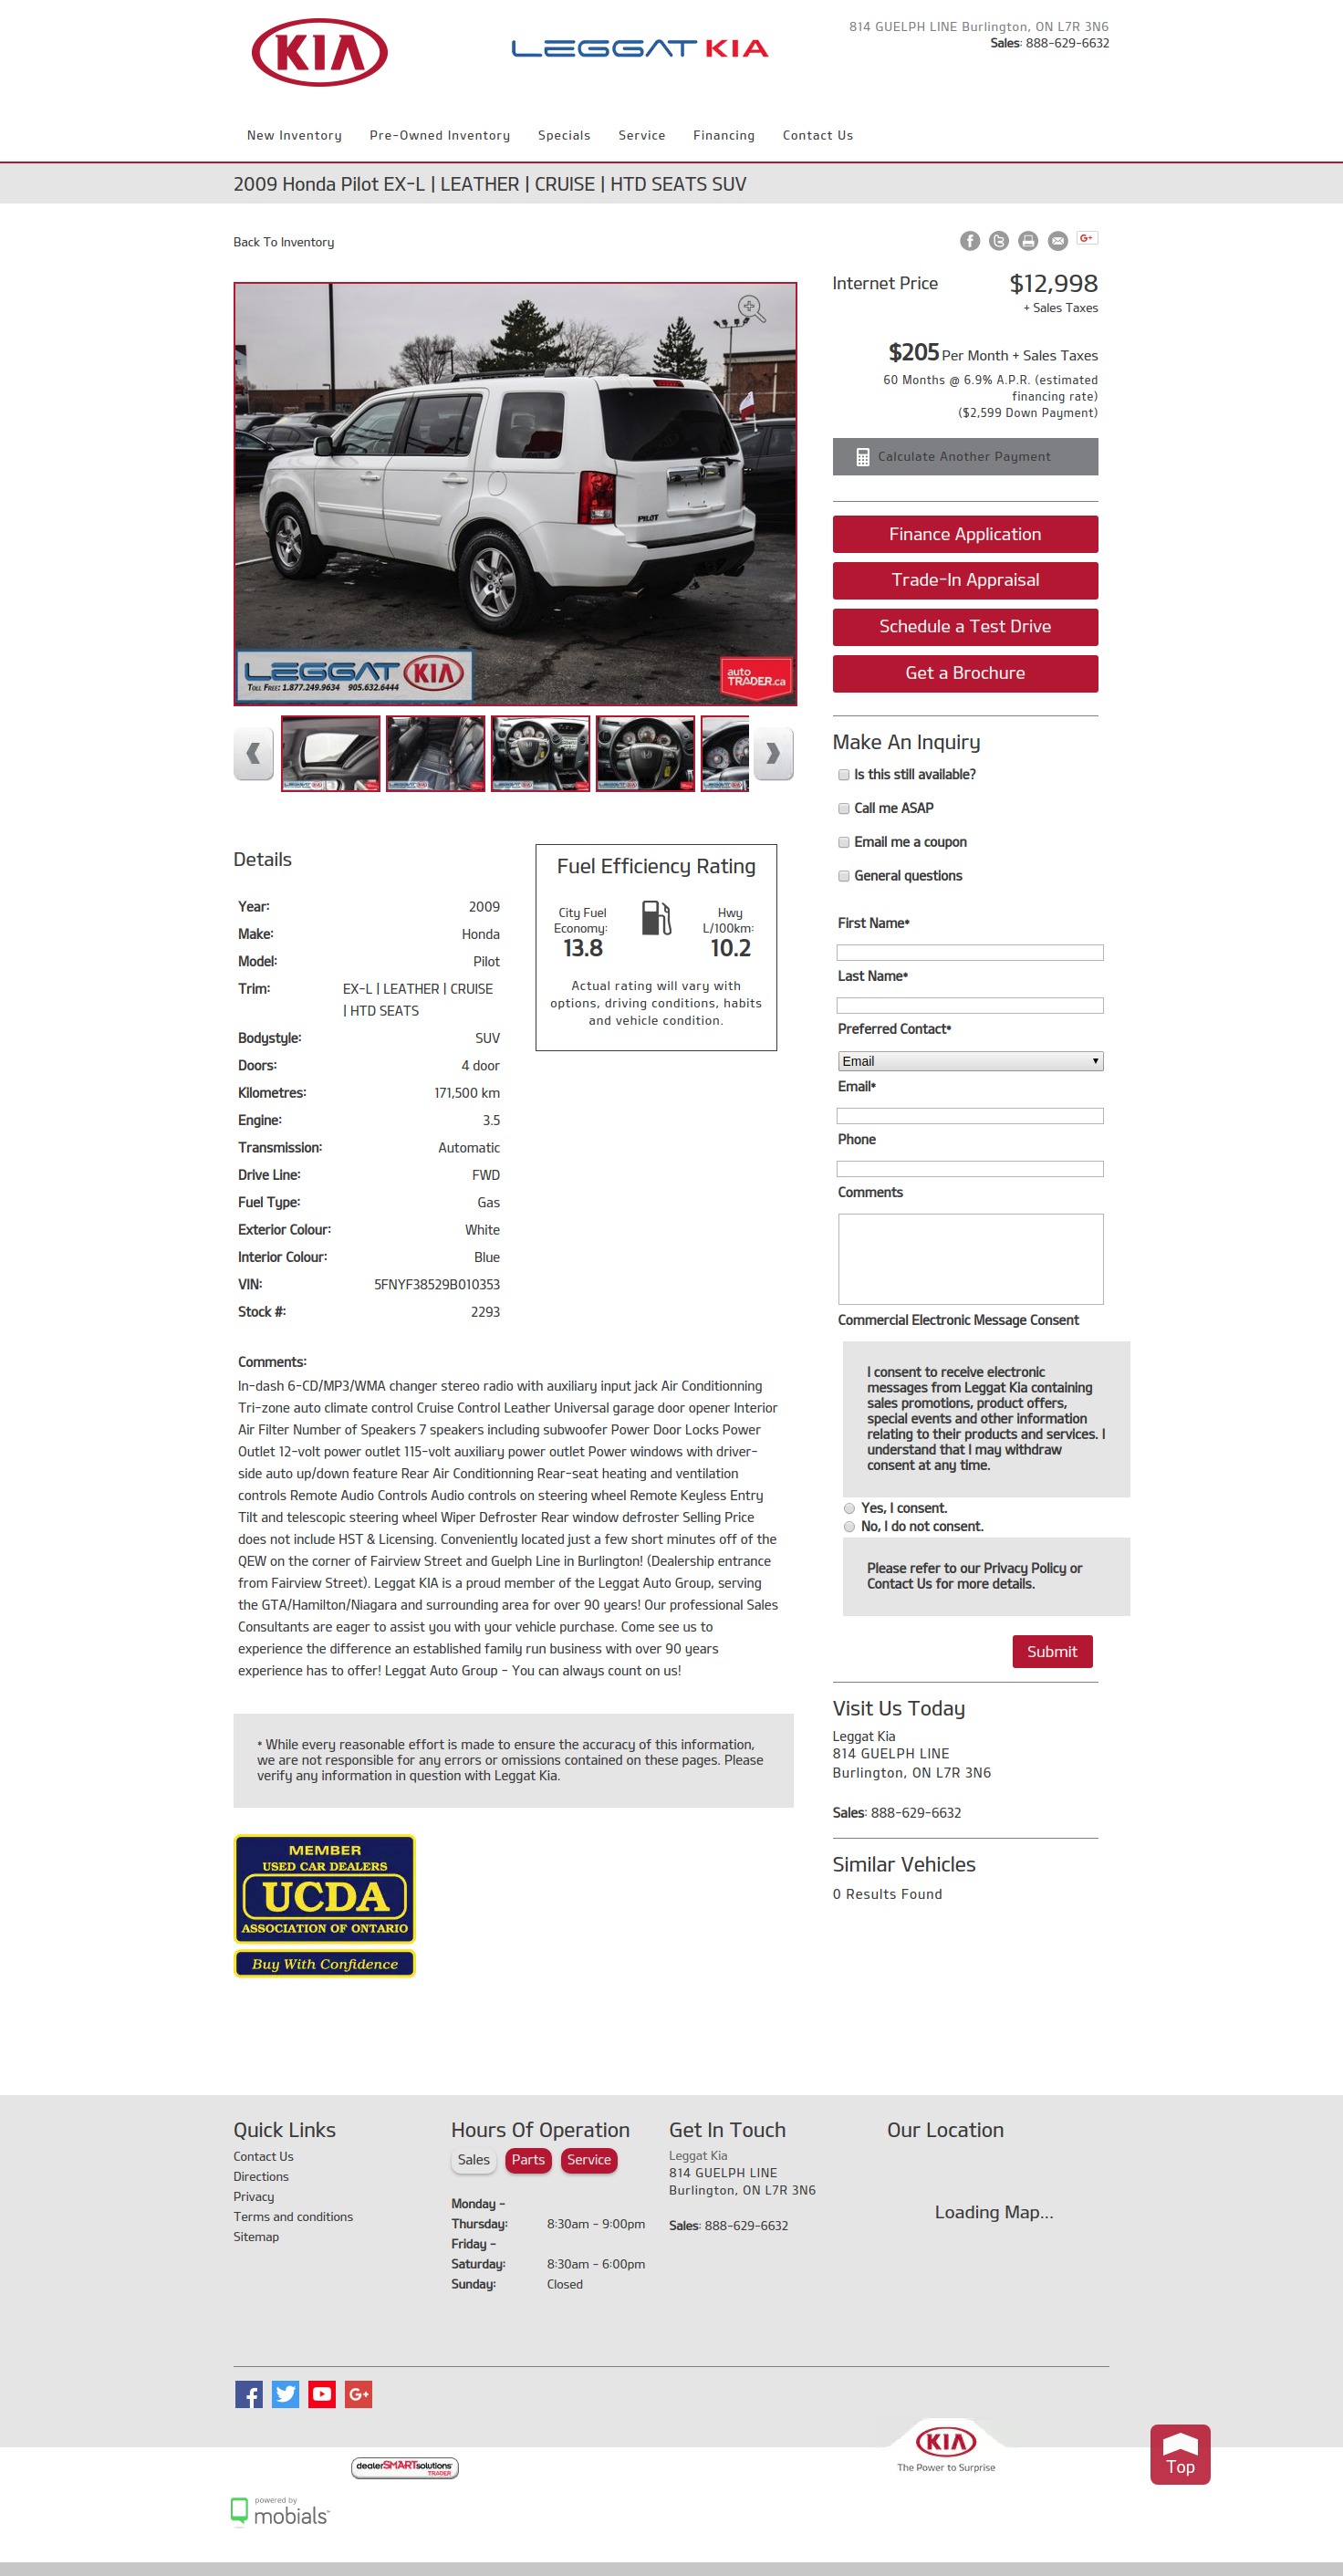 KIA
LEGGAT KIA
814 GUELPH LINE Burlington, ON L7R 3N6
Sales: 888-629-6632
New Inventory
Pre-Owned Inventory
Specials
Service
Financing
Contact Us
2009 Honda Pilot EX-L | LEATHER | CRUISE | HTD SEATS SUV
Back To Inventory
G+
PILOT
LEGGAT KIA
TOLL FREE: 1.877.249.9634 905.632.6444
auto
TRADER.ca
Internet Price
$12,998
+ Sales Taxes
$205 Per Month + Sales Taxes
60 Months @ 6.9% A.P.R. (estimated
financing rate)
($2,599 Down Payment)
Calculate Another Payment
Finance Application
Trade-In Appraisal
Schedule a Test Drive
Get a Brochure
Details
Year: 2009
Make: Honda
Model: Pilot
Trim: EX-L | LEATHER | CRUISE
| HTD SEATS
Bodystyle: SUV
Doors: 4 door
Kilometres: 171,500 km
Engine: 3.5
Transmission: Automatic
Drive Line: FWD
Fuel Type: Gas
Exterior Colour: White
Interior Colour: Blue
VIN: 5FNYF38529B010353
Stock #: 2293
Fuel Efficiency Rating
City Fuel
Economy:
13.8
Hwy
L/100km:
10.2
Actual rating will vary with
options, driving conditions, habits
and vehicle condition.
Comments:
In-dash 6-CD/MP3/WMA changer stereo radio with auxiliary input jack Air Conditionning
Tri-zone auto climate control Cruise Control Leather Universal garage door opener Interior
Air Filter Number of Speakers 7 speakers including subwoofer Power Door Locks Power
Outlet 12-volt power outlet 115-volt auxiliary power outlet Power windows with driver-
side auto up/down feature Rear Air Conditionning Rear-seat heating and ventilation
controls Remote Audio Controls Audio controls on steering wheel Remote Keyless Entry
Tilt and telescopic steering wheel Wiper Defroster Rear window defroster Selling Price
does not include HST & Licensing. Conveniently located just a few short minutes off of the
QEW on the corner of Fairview Street and Guelph Line in Burlington! (Dealership entrance
from Fairview Street). Leggat KIA is a proud member of the Leggat Auto Group, serving
the GTA/Hamilton/Niagara and surrounding area for over 90 years! Our professional Sales
Consultants are eager to assist you with your vehicle purchase. Come see us to
experience the difference an established family run business with over 90 years
experience has to offer! Leggat Auto Group - You can always count on us!
* While every reasonable effort is made to ensure the accuracy of this information,
we are not responsible for any errors or omissions contained on these pages. Please
verify any information in question with Leggat Kia.
MEMBER
USED CAR DEALERS
UCDA
ASSOCIATION OF ONTARIO
Buy With Confidence
Make An Inquiry
Is this still available?
Call me ASAP
Email me a coupon
General questions
First Name*
Last Name*
Preferred Contact*
Email
Email*
Phone
Comments
Commercial Electronic Message Consent
I consent to receive electronic
messages from Leggat Kia containing
sales promotions, product offers,
special events and other information
relating to their products and services. I
understand that I may withdraw
consent at any time.
Yes, I consent.
No, I do not consent.
Please refer to our Privacy Policy or
Contact Us for more details.
Submit
Visit Us Today
Leggat Kia
814 GUELPH LINE
Burlington, ON L7R 3N6
Sales: 888-629-6632
Similar Vehicles
0 Results Found
Quick Links
Contact Us
Directions
Privacy
Terms and conditions
Sitemap
Hours Of Operation
Sales
Parts
Service
Monday -
Thursday: 8:30am - 9:00pm
Friday -
Saturday: 8:30am - 6:00pm
Sunday: Closed
Get In Touch
Leggat Kia
814 GUELPH LINE
Burlington, ON L7R 3N6
Sales: 888-629-6632
Our Location
Loading Map...
G+
KIA
The Power to Surprise
Top
dealerSMARTsolutions
TRADER
powered by
mobials